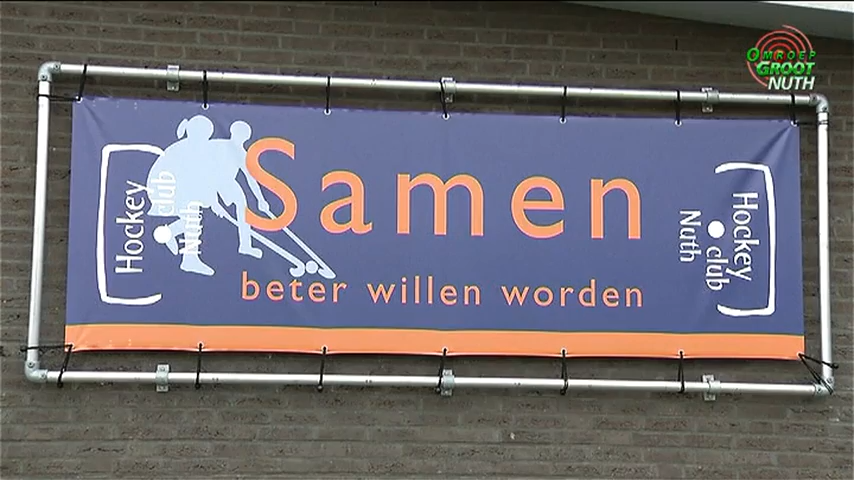 OMROEP
GROOT
NUTH
Samen
beter willen worden
Hockey
club
Nuth
Hockey
club
Nuth